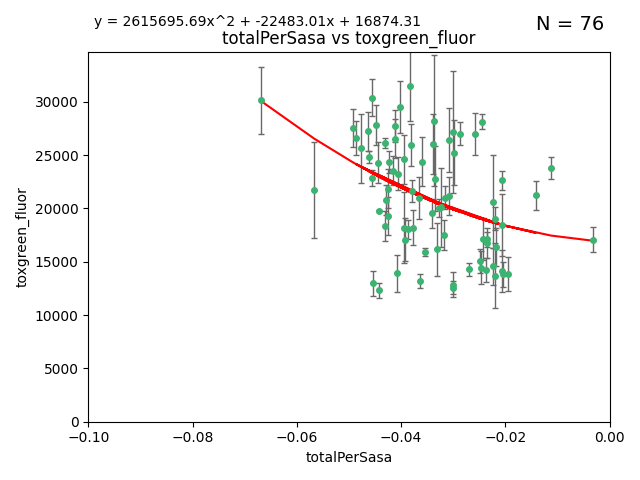 y = 2615695.69x^2 + -22483.01x + 16874.31
N = 76
totalPerSasa vs toxgreen_fluor
30000
25000
20000
15000
10000
5000
0
toxgreen_fluor
−0.10
−0.08
−0.06
−0.04
−0.02
0.00
totalPerSasa